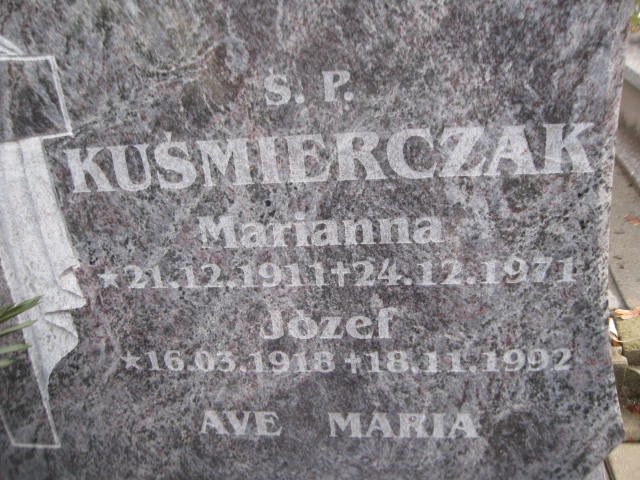 Ś. P.
KUŚMIERCZAK
Marianna
*21.12.1911 †24.12.1971
Józef
*16.03.1918 †18.11.1992
AVE MARIA